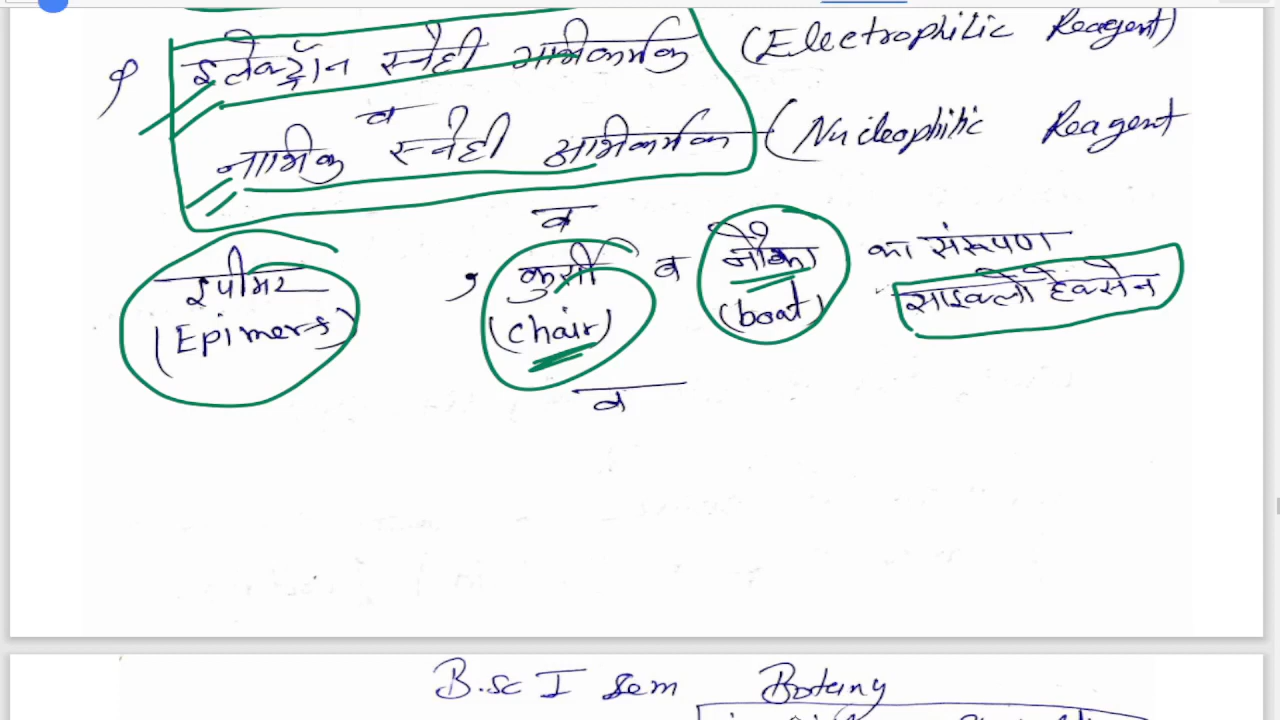 इलेक्ट्रॉन स्नेही अभिकर्मक (Electrophilic Reagent)
व
नाभिक स्नेही अभिकर्मक (Nucleophilic Reagent
व
इपीमर , कुर्सी व नौका का संरूपण
(Epimers) (chair) (boat) साइक्लो हेक्सेन
व
B.sc I sem Botany